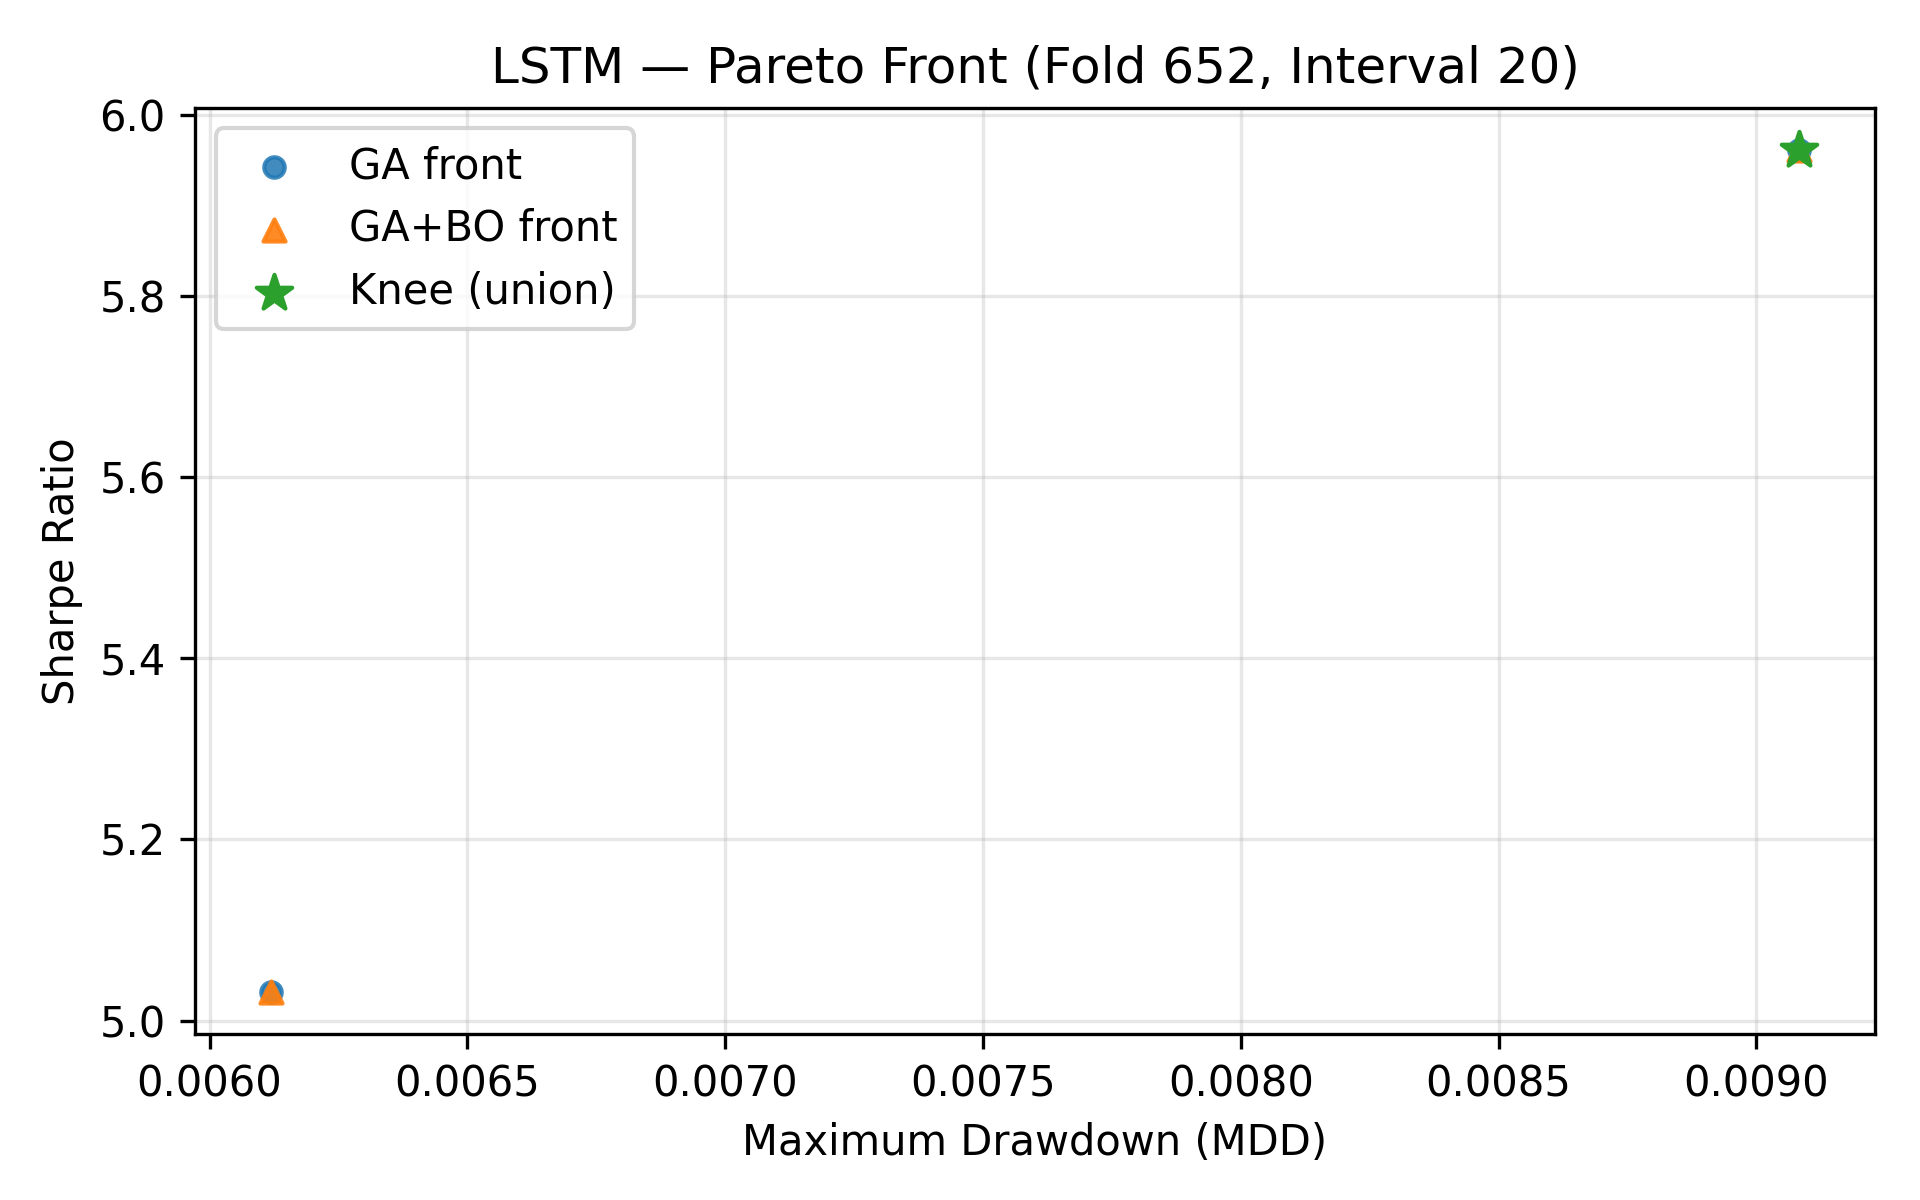 LSTM — Pareto Front (Fold 652, Interval 20)
GA front
GA+BO front
Knee (union)
Sharpe Ratio
6.0
5.8
5.6
5.4
5.2
5.0
0.0060 0.0065 0.0070 0.0075 0.0080 0.0085 0.0090
Maximum Drawdown (MDD)